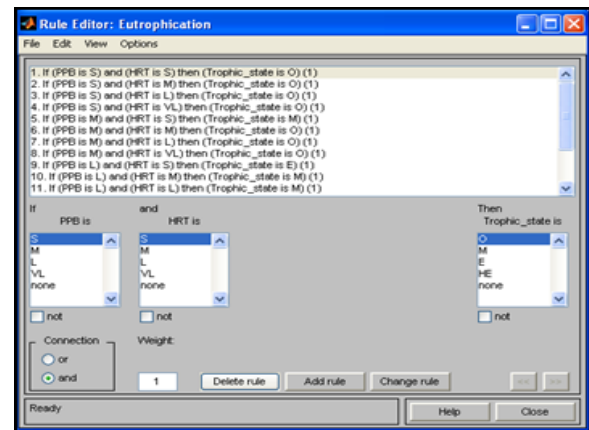 Rule Editor: Eutrophication
File Edit View Options
1. If (PPB is S) and (HRT is S) then (Trophic_state is O) (1)
2. If (PPB is S) and (HRT is M) then (Trophic_state is O) (1)
3. If (PPB is S) and (HRT is L) then (Trophic_state is O) (1)
4. If (PPB is S) and (HRT is VL) then (Trophic_state is O) (1)
5. If (PPB is M) and (HRT is S) then (Trophic_state is M) (1)
6. If (PPB is M) and (HRT is M) then (Trophic_state is O) (1)
7. If (PPB is M) and (HRT is L) then (Trophic_state is O) (1)
8. If (PPB is M) and (HRT is VL) then (Trophic_state is O) (1)
9. If (PPB is L) and (HRT is S) then (Trophic_state is E) (1)
10. If (PPB is L) and (HRT is M) then (Trophic_state is M) (1)
11. If (PPB is L) and (HRT is L) then (Trophic_state is M) (1)
If and Then
PPB is HRT is Trophic_state is
S S O
M M M
L L E
VL VL HE
none none none
not not not
Connection Weight:
or
and 1 Delete rule Add rule Change rule << >>
Ready Help Close